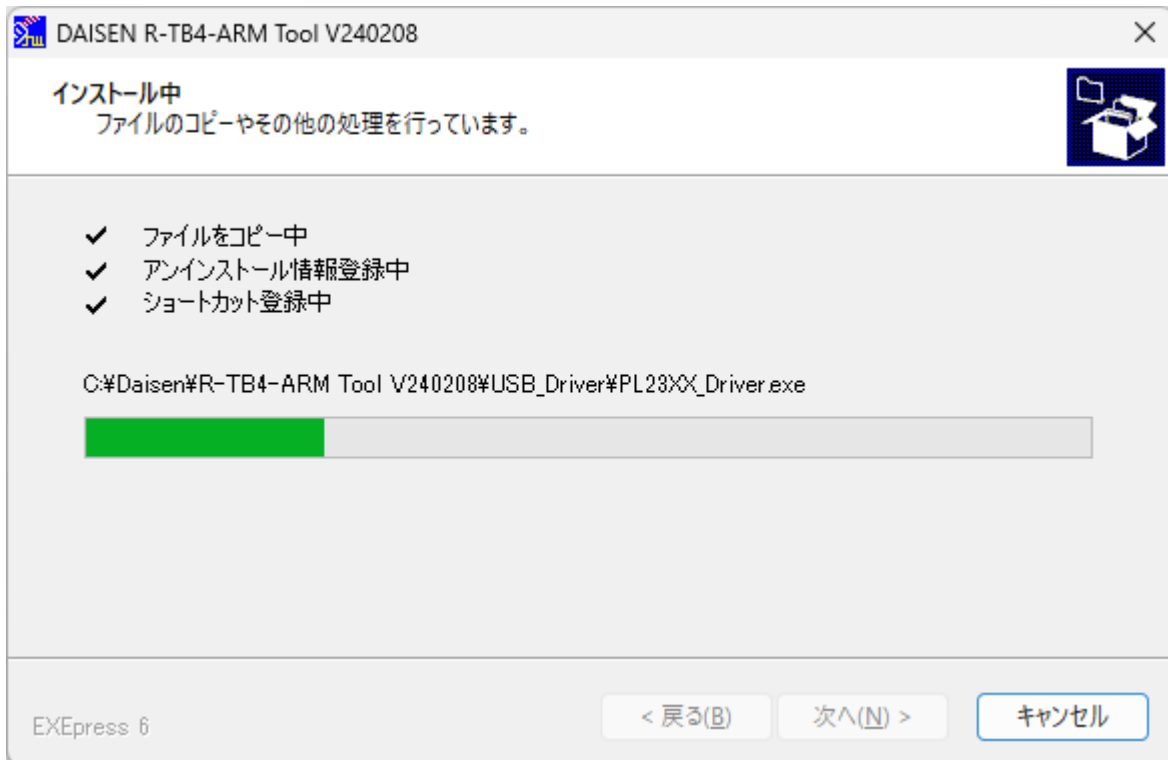 DAISEN R-TB4-ARM Tool V240208
インストール中
ファイルのコピーやその他の処理を行っています。
ファイルをコピー中
アンインストール情報登録中
ショートカット登録中
C:¥Daisen¥R-TB4-ARM Tool V240208¥USB_Driver¥PL23XX_Driver.exe
EXEpress 6
< 戻る(B)
次へ(N) >
キャンセル